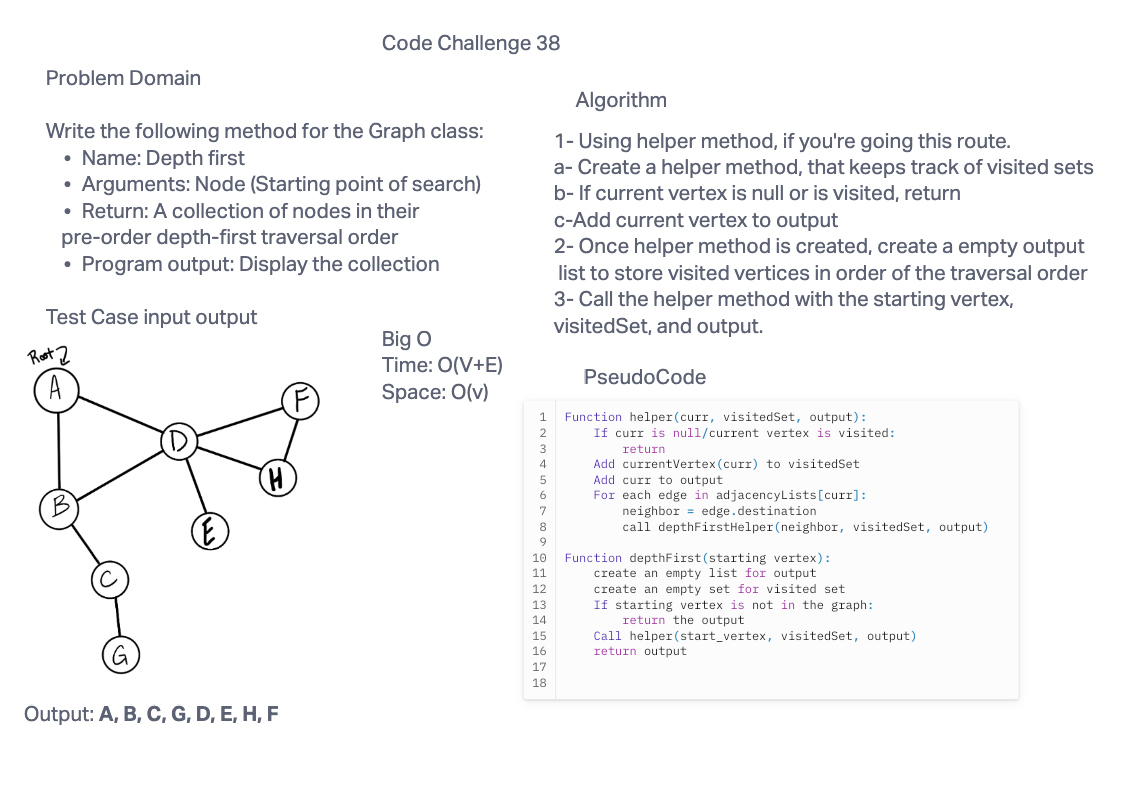 Code Challenge 38
Problem Domain
Write the following method for the Graph class:
• Name: Depth first
• Arguments: Node (Starting point of search)
• Return: A collection of nodes in their
pre-order depth-first traversal order
• Program output: Display the collection
Test Case input output
Root
A
D
F
H
B
E
C
G
Output: A, B, C, G, D, E, H, F
Big O
Time: O(V+E)
Space: O(v)
Algorithm
1- Using helper method, if you're going this route.
a- Create a helper method, that keeps track of visited sets
b- If current vertex is null or is visited, return
c-Add current vertex to output
2- Once helper method is created, create a empty output
list to store visited vertices in order of the traversal order
3- Call the helper method with the starting vertex,
visitedSet, and output.
PseudoCode
1 Function helper(curr, visitedSet, output):
2 If curr is null/current vertex is visited:
3 return
4 Add currentVertex(curr) to visitedSet
5 Add curr to output
6 For each edge in adjacencyLists[curr]:
7 neighbor = edge.destination
8 call depthFirstHelper(neighbor, visitedSet, output)
9
10 Function depthFirst(starting vertex):
11 create an empty list for output
12 create an empty set for visited set
13 If starting vertex is not in the graph:
14 return the output
15 Call helper(start_vertex, visitedSet, output)
16 return output
17
18